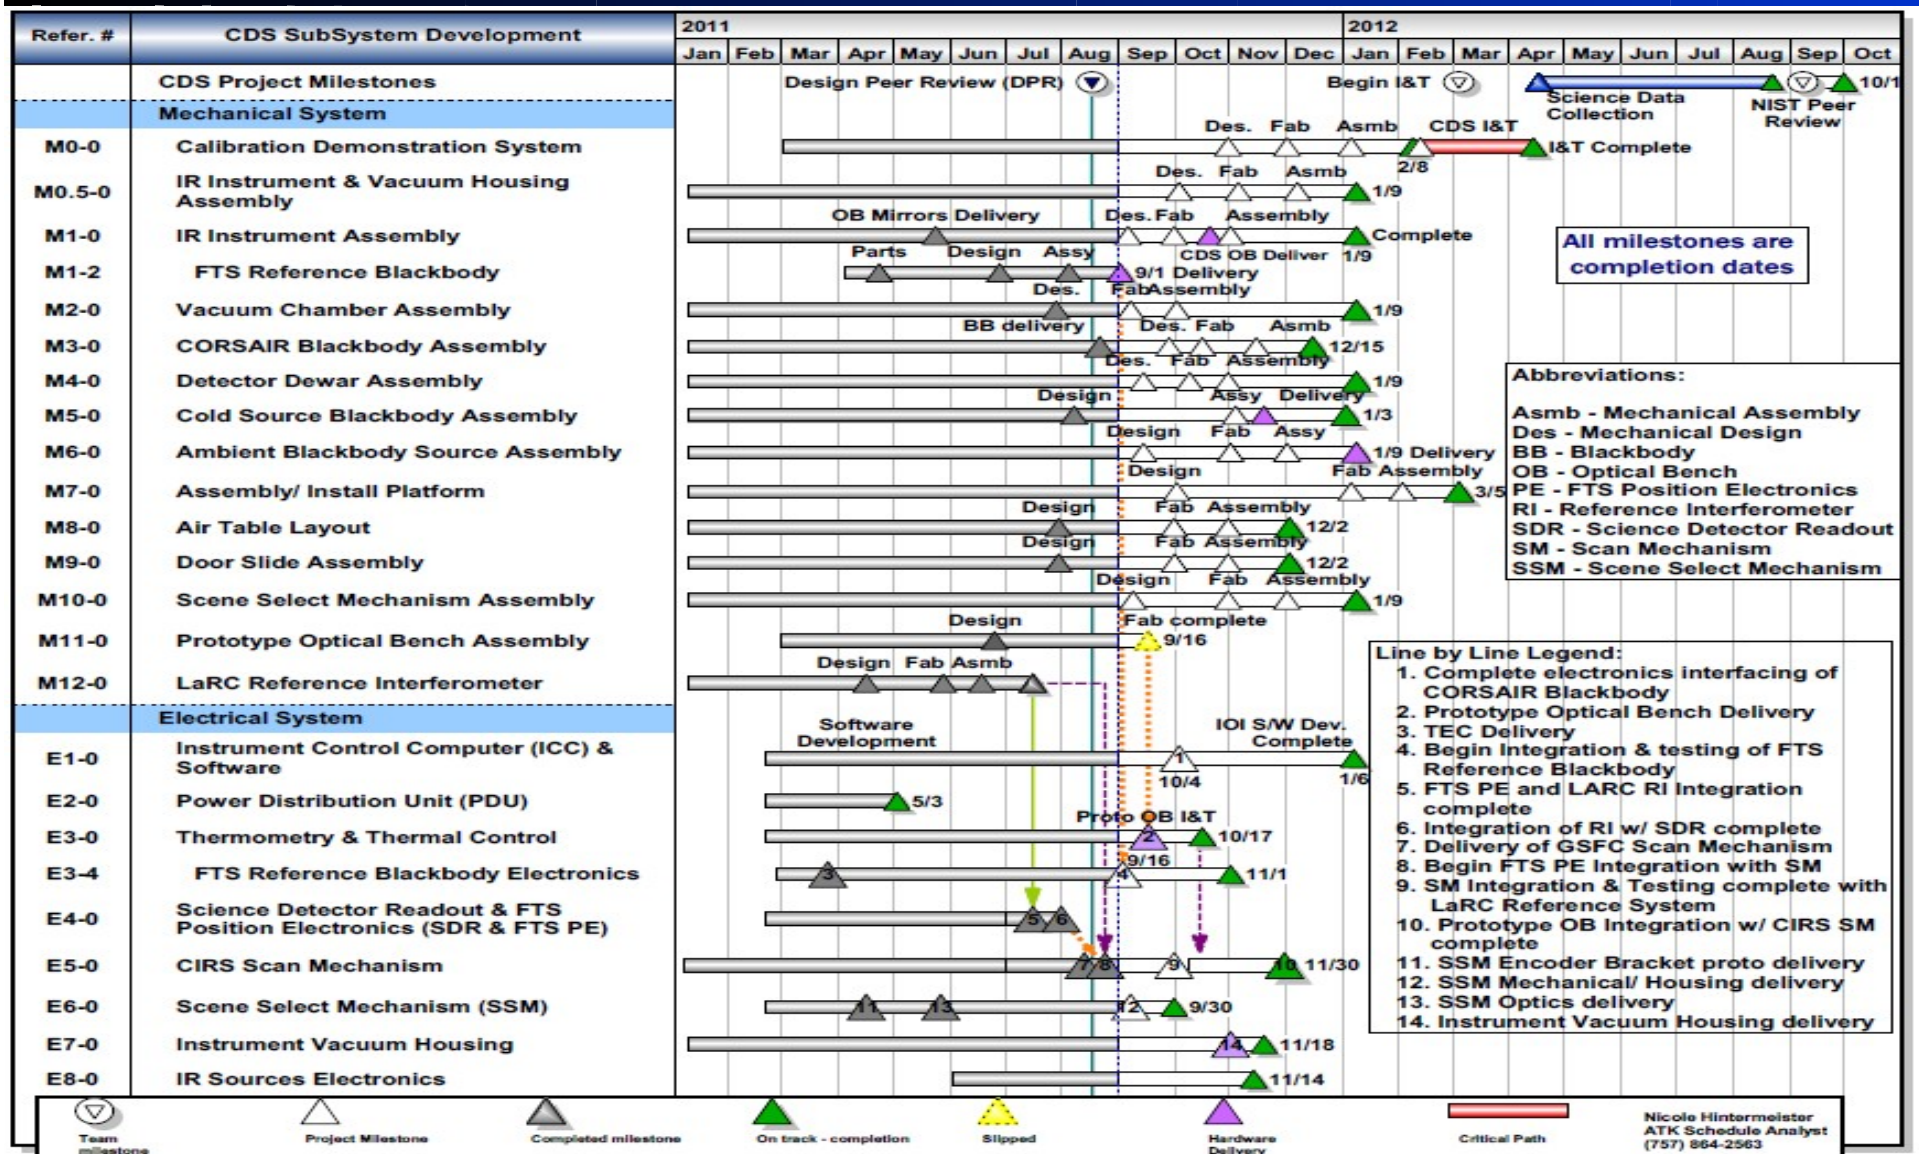 Refer. # CDS SubSystem Development 2011 2012
Jan Feb Mar Apr May Jun Jul Aug Sep Oct Nov Dec Jan Feb Mar Apr May Jun Jul Aug Sep Oct
CDS Project Milestones Design Peer Review (DPR) Begin I&T 10/1
Science Data
Collection
NIST Peer
Review
Mechanical System
Des. Fab Asmb CDS I&T
M0-0 Calibration Demonstration System I&T Complete
2/8
Des. Fab Asmb
M0.5-0 IR Instrument & Vacuum Housing
Assembly 1/9
OB Mirrors Delivery Des. Fab Assembly
M1-0 IR Instrument Assembly Complete
Parts Design Assy CDS OB Deliver 1/9
M1-2 FTS Reference Blackbody 9/1 Delivery
Des. Fab Assembly
M2-0 Vacuum Chamber Assembly 1/9
BB delivery Des. Fab Asmb
M3-0 CORSAIR Blackbody Assembly 12/15
Des. Fab Assembly
M4-0 Detector Dewar Assembly 1/9
Design Assy Delivery
M5-0 Cold Source Blackbody Assembly 1/3
Design Fab Assy
M6-0 Ambient Blackbody Source Assembly 1/9 Delivery
Design Fab Assembly
M7-0 Assembly/ Install Platform 3/5
Design Fab Assembly
M8-0 Air Table Layout 12/2
Design Fab Assembly
M9-0 Door Slide Assembly 12/2
Design Fab Assembly
M10-0 Scene Select Mechanism Assembly 1/9
Design Fab complete
M11-0 Prototype Optical Bench Assembly 9/16
Design Fab Asmb
M12-0 LaRC Reference Interferometer
Electrical System
Software
Development
IOI S/W Dev.
Complete
E1-0 Instrument Control Computer (ICC) &
Software 1
10/4 1/6
E2-0 Power Distribution Unit (PDU) 5/3
Proto OB I&T
E3-0 Thermometry & Thermal Control 2 10/17
9/16
E3-4 FTS Reference Blackbody Electronics 3 4 11/1
E4-0 Science Detector Readout & FTS
Position Electronics (SDR & FTS PE) 5 6
E5-0 CIRS Scan Mechanism 7 8 9 10 11/30
E6-0 Scene Select Mechanism (SSM) 11 13 12 9/30
E7-0 Instrument Vacuum Housing 14 11/18
E8-0 IR Sources Electronics 11/14
All milestones are
completion dates
Abbreviations:
Asmb - Mechanical Assembly
Des - Mechanical Design
BB - Blackbody
OB - Optical Bench
PE - FTS Position Electronics
RI - Reference Interferometer
SDR - Science Detector Readout
SM - Scan Mechanism
SSM - Scene Select Mechanism
Line by Line Legend:
1. Complete electronics interfacing of
CORSAIR Blackbody
2. Prototype Optical Bench Delivery
3. TEC Delivery
4. Begin Integration & testing of FTS
Reference Blackbody
5. FTS PE and LARC RI Integration
complete
6. Integration of RI w/ SDR complete
7. Delivery of GSFC Scan Mechanism
8. Begin FTS PE Integration with SM
9. SM Integration & Testing complete with
LaRC Reference System
10. Prototype OB Integration w/ CIRS SM
complete
11. SSM Encoder Bracket proto delivery
12. SSM Mechanical/ Housing delivery
13. SSM Optics delivery
14. Instrument Vacuum Housing delivery
Team
milestone
Project Milestone
Completed milestone
On track - completion
Slipped
Hardware
Delivery
Critical Path
Nicole Hintermeister
ATK Schedule Analyst
(757) 864-2563